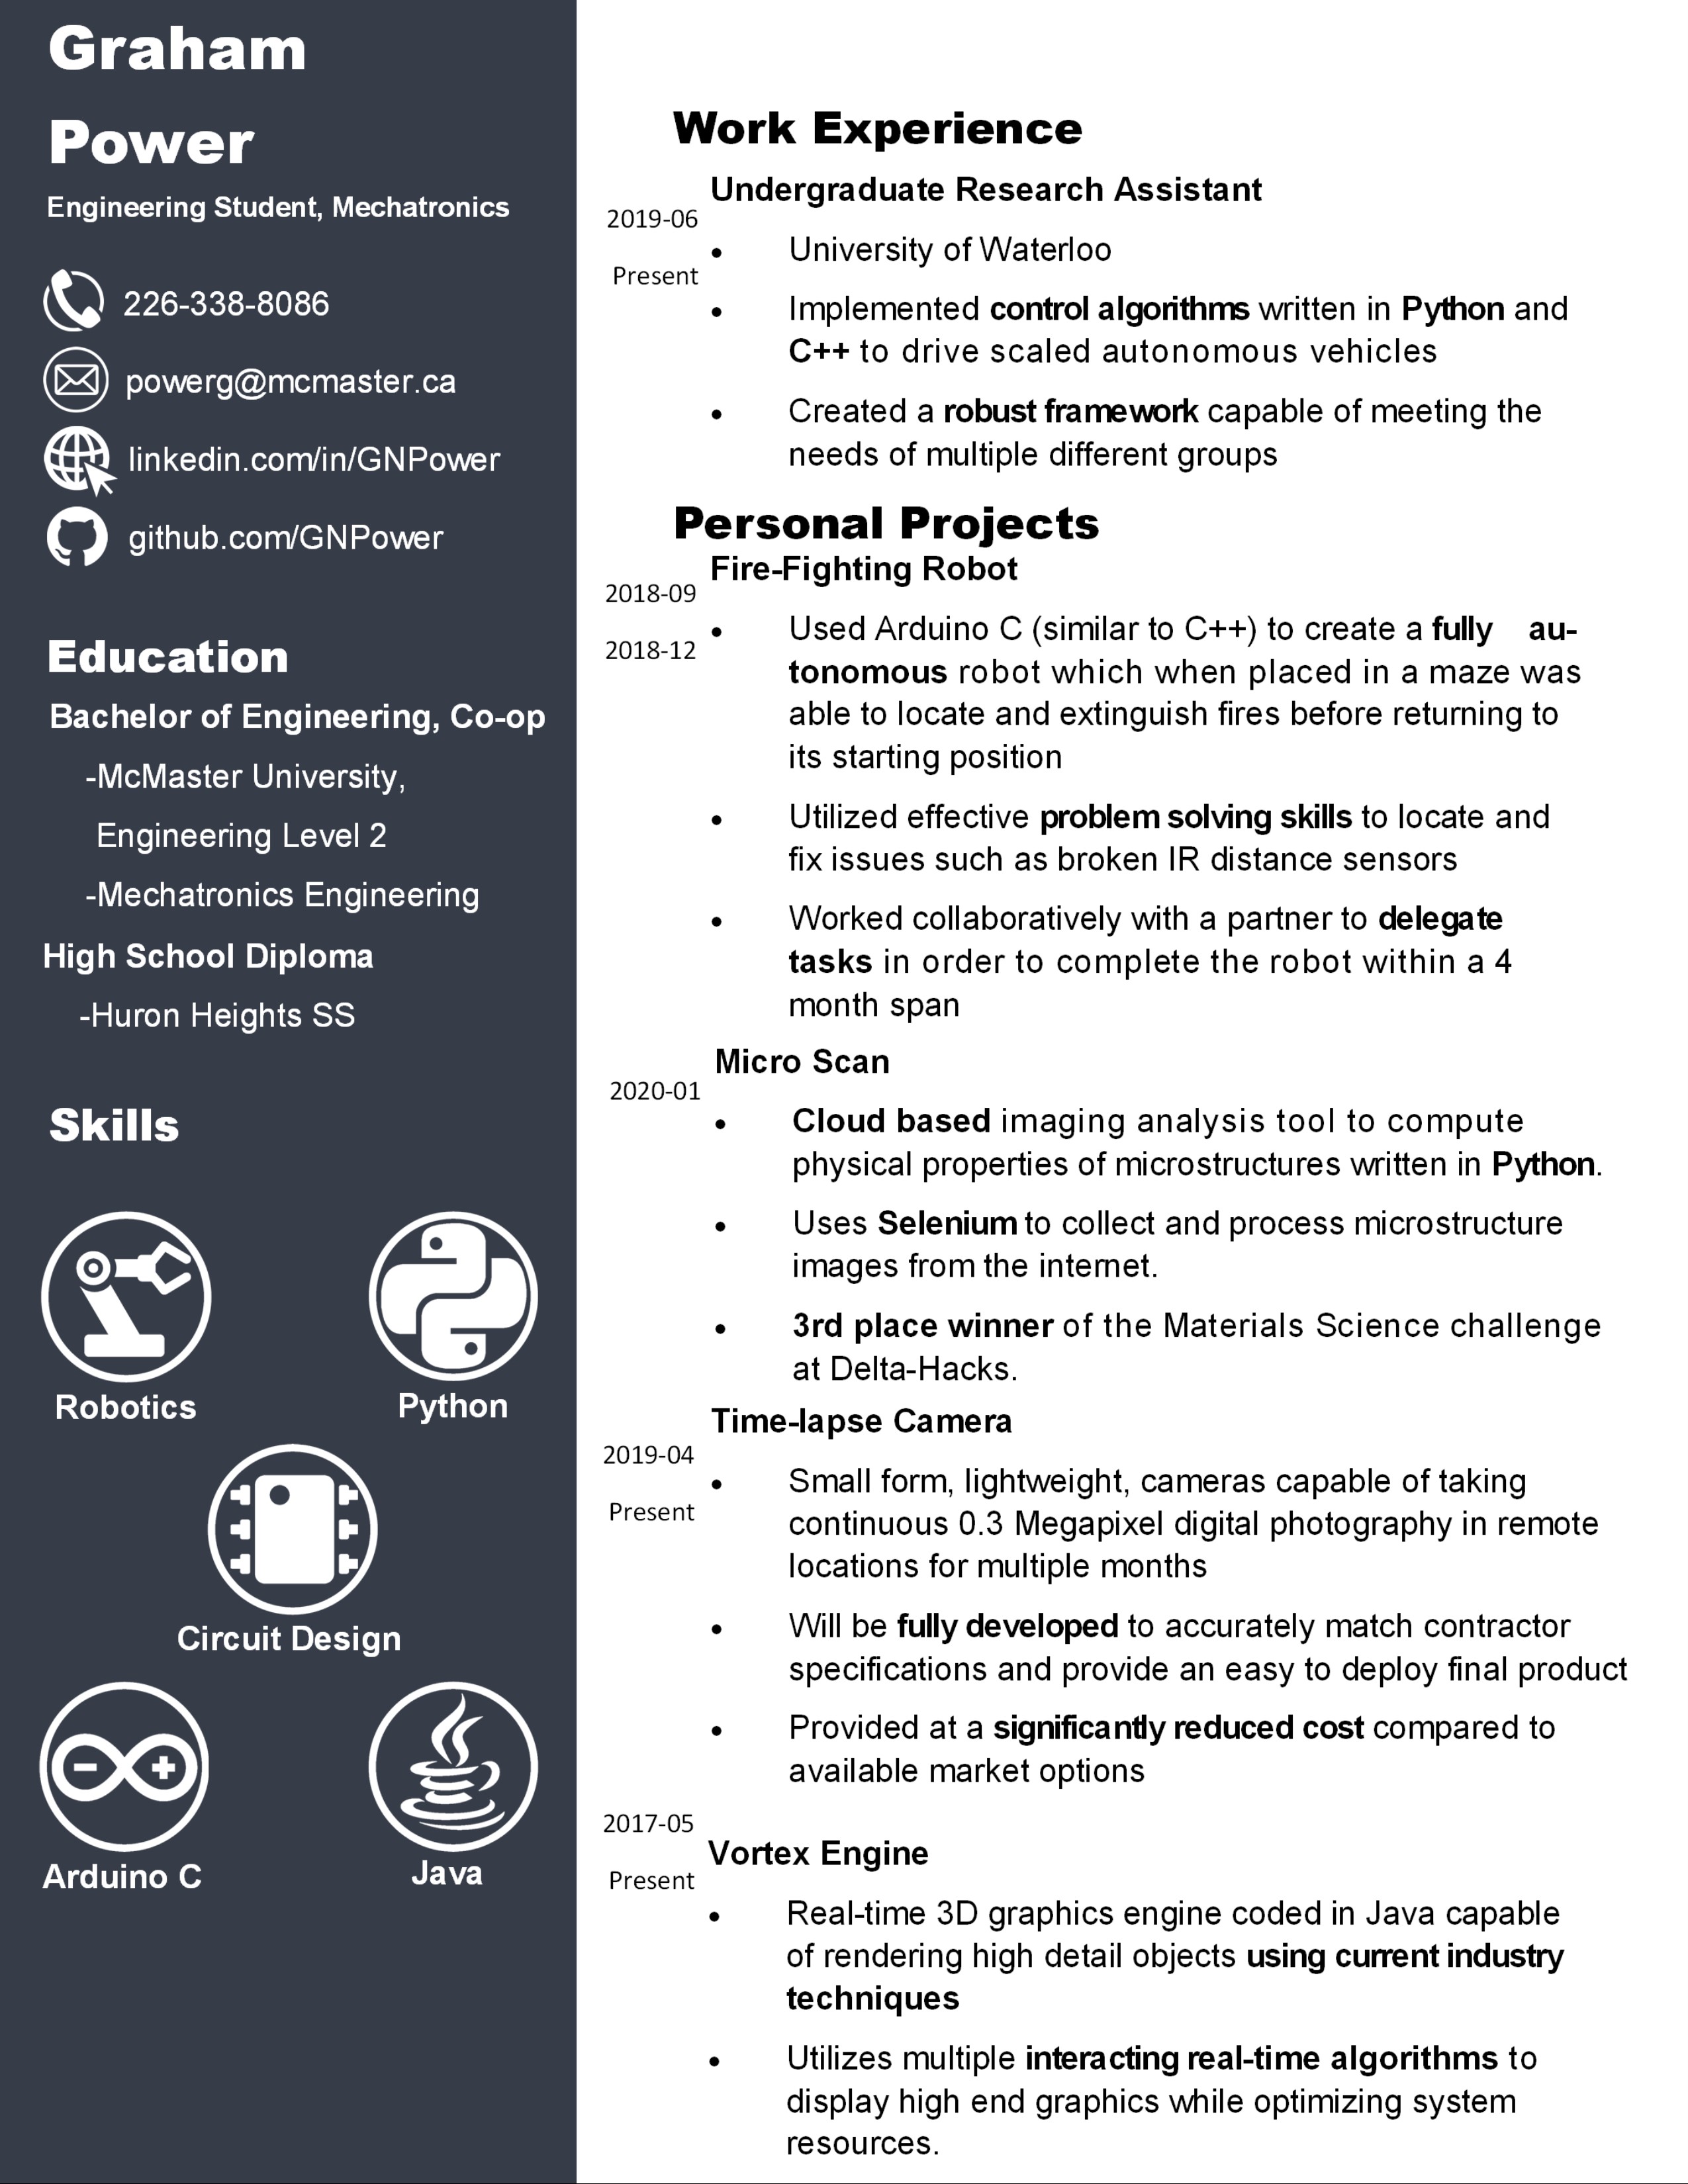 Graham
Power
Engineering Student, Mechatronics
226-338-8086
powerg@mcmaster.ca
linkedin.com/in/GNPower
github.com/GNPower
Education
Bachelor of Engineering, Co-op
-McMaster University,
Engineering Level 2
-Mechatronics Engineering
High School Diploma
-Huron Heights SS
Skills
Robotics
Python
Circuit Design
Arduino C
Java
Work Experience
Undergraduate Research Assistant
2019-06
Present
• University of Waterloo
• Implemented control algorithms written in Python and
C++ to drive scaled autonomous vehicles
• Created a robust framework capable of meeting the
needs of multiple different groups
Personal Projects
Fire-Fighting Robot
2018-09
2018-12
• Used Arduino C (similar to C++) to create a fully au-
tonomous robot which when placed in a maze was
able to locate and extinguish fires before returning to
its starting position
• Utilized effective problem solving skills to locate and
fix issues such as broken IR distance sensors
• Worked collaboratively with a partner to delegate
tasks in order to complete the robot within a 4
month span
Micro Scan
2020-01
• Cloud based imaging analysis tool to compute
physical properties of microstructures written in Python.
• Uses Selenium to collect and process microstructure
images from the internet.
• 3rd place winner of the Materials Science challenge
at Delta-Hacks.
Time-lapse Camera
2019-04
Present
• Small form, lightweight, cameras capable of taking
continuous 0.3 Megapixel digital photography in remote
locations for multiple months
• Will be fully developed to accurately match contractor
specifications and provide an easy to deploy final product
• Provided at a significantly reduced cost compared to
available market options
2017-05
Present
Vortex Engine
• Real-time 3D graphics engine coded in Java capable
of rendering high detail objects using current industry
techniques
• Utilizes multiple interacting real-time algorithms to
display high end graphics while optimizing system
resources.